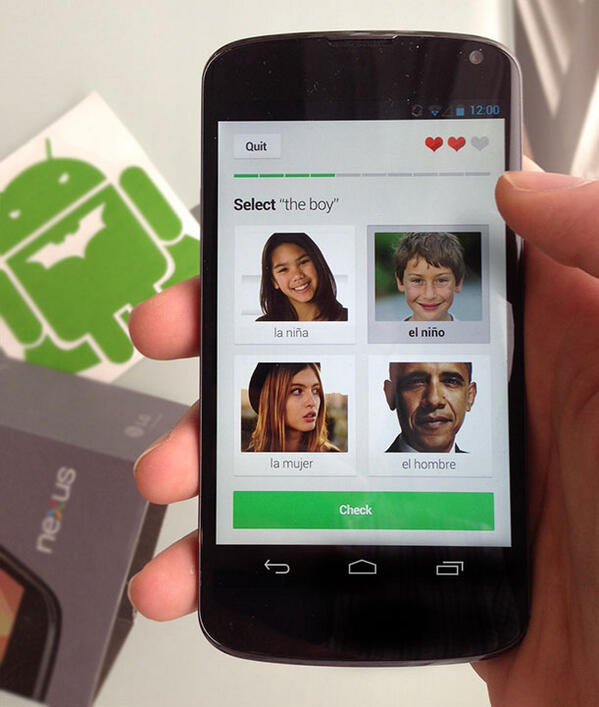 12:00
Quit
Select “the boy”
la niña
el niño
la mujer
el hombre
Check
LG
nexus